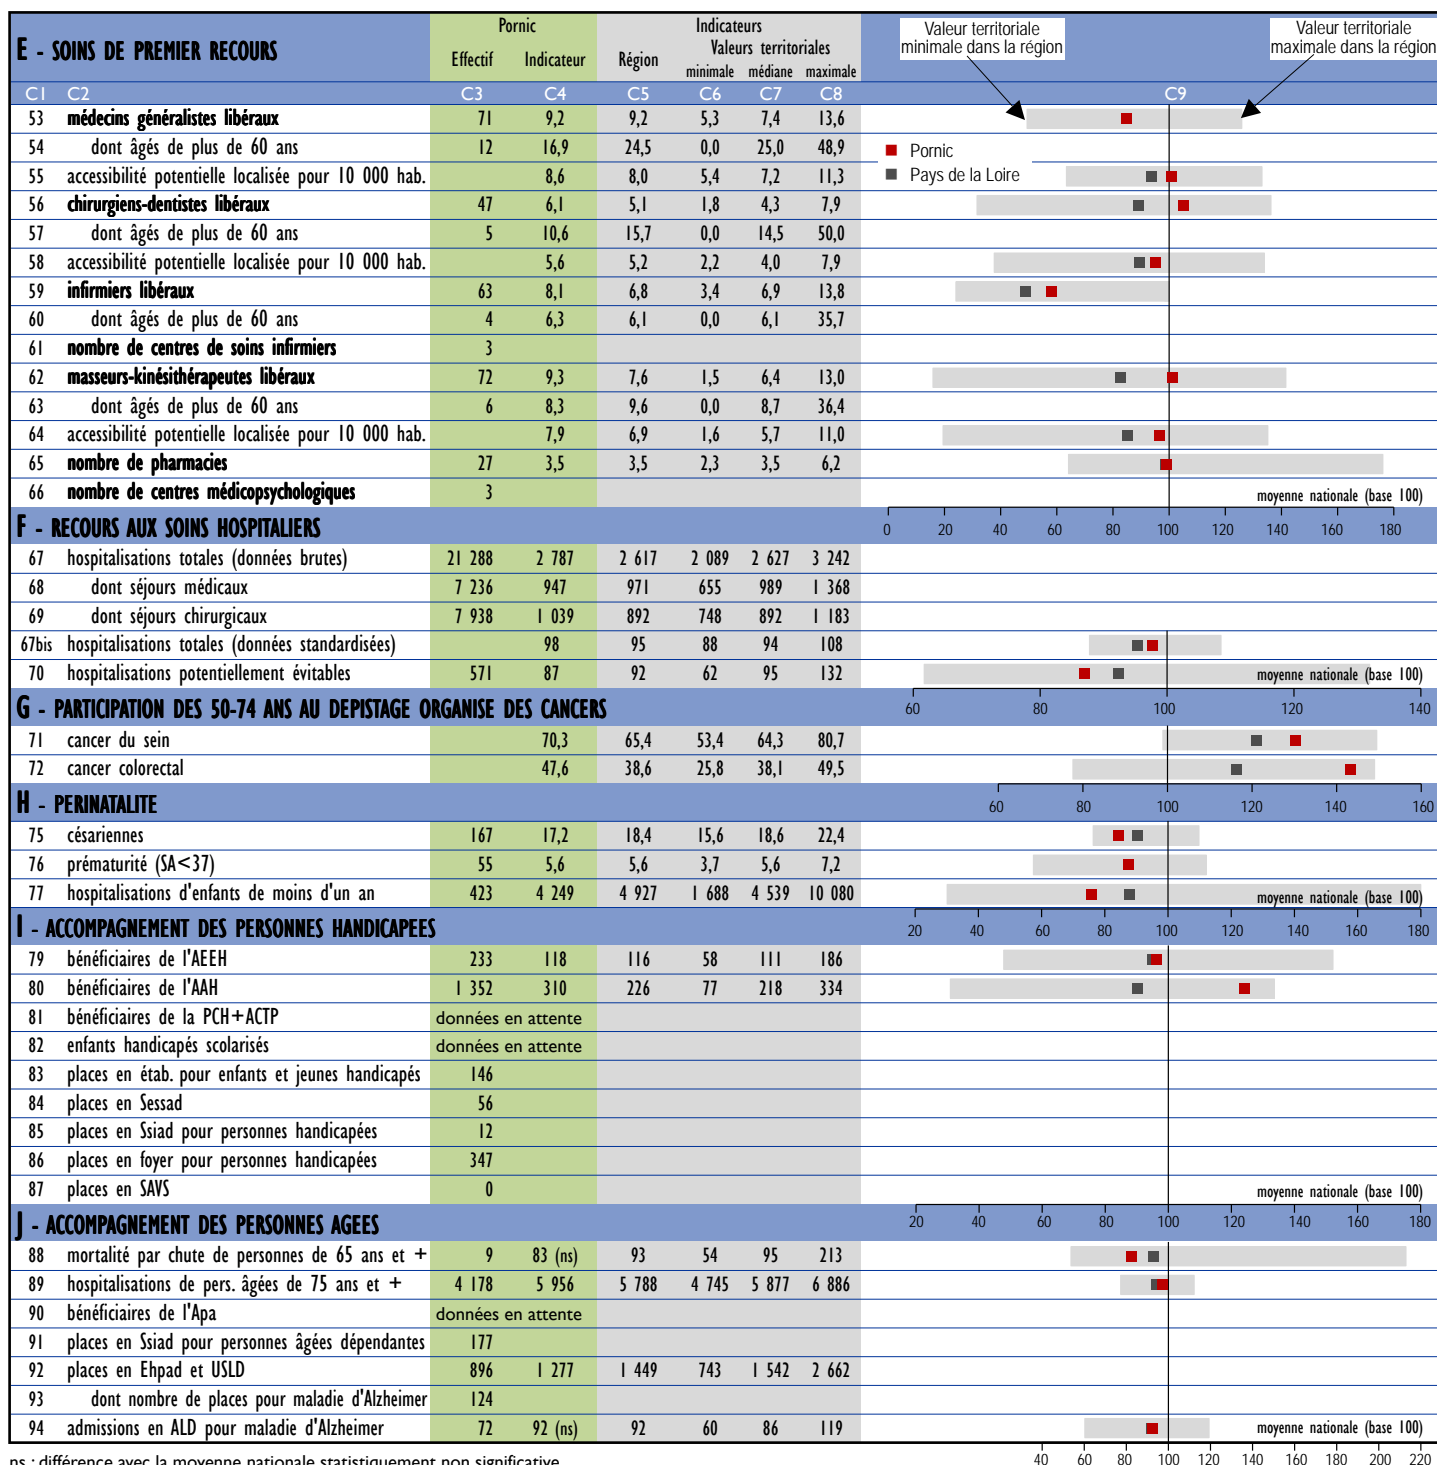 E - SOINS DE PREMIER RECOURS
Pornic
Effectif Indicateur
Indicateurs
Région Valeurs territoriales
minimale médiane maximale
Valeur territoriale
minimale dans la région
Valeur territoriale
maximale dans la région
C1 C2 C3 C4 C5 C6 C7 C8 C9
53 médecins généralistes libéraux 71 9,2 9,2 5,3 7,4 13,6
54 dont âgés de plus de 60 ans 12 16,9 24,5 0,0 25,0 48,9
Pornic
Pays de la Loire
55 accessibilité potentielle localisée pour 10 000 hab. 8,6 8,0 5,4 7,2 11,3
56 chirurgiens-dentistes libéraux 47 6,1 5,1 1,8 4,3 7,9
57 dont âgés de plus de 60 ans 5 10,6 15,7 0,0 14,5 50,0
58 accessibilité potentielle localisée pour 10 000 hab. 5,6 5,2 2,2 4,0 7,9
59 infirmiers libéraux 63 8,1 6,8 3,4 6,9 13,8
60 dont âgés de plus de 60 ans 4 6,3 6,1 0,0 6,1 35,7
61 nombre de centres de soins infirmiers 3
62 masseurs-kinésithérapeutes libéraux 72 9,3 7,6 1,5 6,4 13,0
63 dont âgés de plus de 60 ans 6 8,3 9,6 0,0 8,7 36,4
64 accessibilité potentielle localisée pour 10 000 hab. 7,9 6,9 1,6 5,7 11,0
65 nombre de pharmacies 27 3,5 3,5 2,3 3,5 6,2
66 nombre de centres médicopsychologiques 3 moyenne nationale (base 100)
F - RECOURS AUX SOINS HOSPITALIERS 0 20 40 60 80 100 120 140 160 180
67 hospitalisations totales (données brutes) 21 288 2 787 2 617 2 089 2 627 3 242
68 dont séjours médicaux 7 236 947 971 655 989 1 368
69 dont séjours chirurgicaux 7 938 1 039 892 748 892 1 183
67bis hospitalisations totales (données standardisées) 98 95 88 94 108
70 hospitalisations potentiellement évitables 571 87 92 62 95 132 moyenne nationale (base 100)
G - PARTICIPATION DES 50-74 ANS AU DEPISTAGE ORGANISE DES CANCERS 60 80 100 120 140
71 cancer du sein 70,3 65,4 53,4 64,3 80,7
72 cancer colorectal 47,6 38,6 25,8 38,1 49,5
H - PERINATALITE 60 80 100 120 140 160
75 césariennes 167 17,2 18,4 15,6 18,6 22,4
76 prématurité (SA<37) 55 5,6 5,6 3,7 5,6 7,2
77 hospitalisations d'enfants de moins d'un an 423 4 249 4 927 1 688 4 539 10 080 moyenne nationale (base 100)
I - ACCOMPAGNEMENT DES PERSONNES HANDICAPEES 20 40 60 80 100 120 140 160 180
79 bénéficiaires de l'AEEH 233 118 116 58 111 186
80 bénéficiaires de l'AAH 1 352 310 226 77 218 334
81 bénéficiaires de la PCH+ACTP données en attente
82 enfants handicapés scolarisés données en attente
83 places en étab. pour enfants et jeunes handicapés 146
84 places en Sessad 56
85 places en Ssiad pour personnes handicapées 12
86 places en foyer pour personnes handicapées 347
87 places en SAVS 0 moyenne nationale (base 100)
J - ACCOMPAGNEMENT DES PERSONNES AGEES 20 40 60 80 100 120 140 160 180
88 mortalité par chute de personnes de 65 ans et + 9 83 (ns) 93 54 95 213
89 hospitalisations de pers. âgées de 75 ans et + 4 178 5 956 5 788 4 745 5 877 6 886
90 bénéficiaires de l'Apa données en attente
91 places en Ssiad pour personnes âgées dépendantes 177
92 places en Ehpad et USLD 896 1 277 1 449 743 1 542 2 662
93 dont nombre de places pour maladie d'Alzheimer 124
94 admissions en ALD pour maladie d'Alzheimer 72 92 (ns) 92 60 86 119 moyenne nationale (base 100)
40 60 80 100 120 140 160 180 200 220
ns : différence avec la moyenne nationale statistiquement non significative